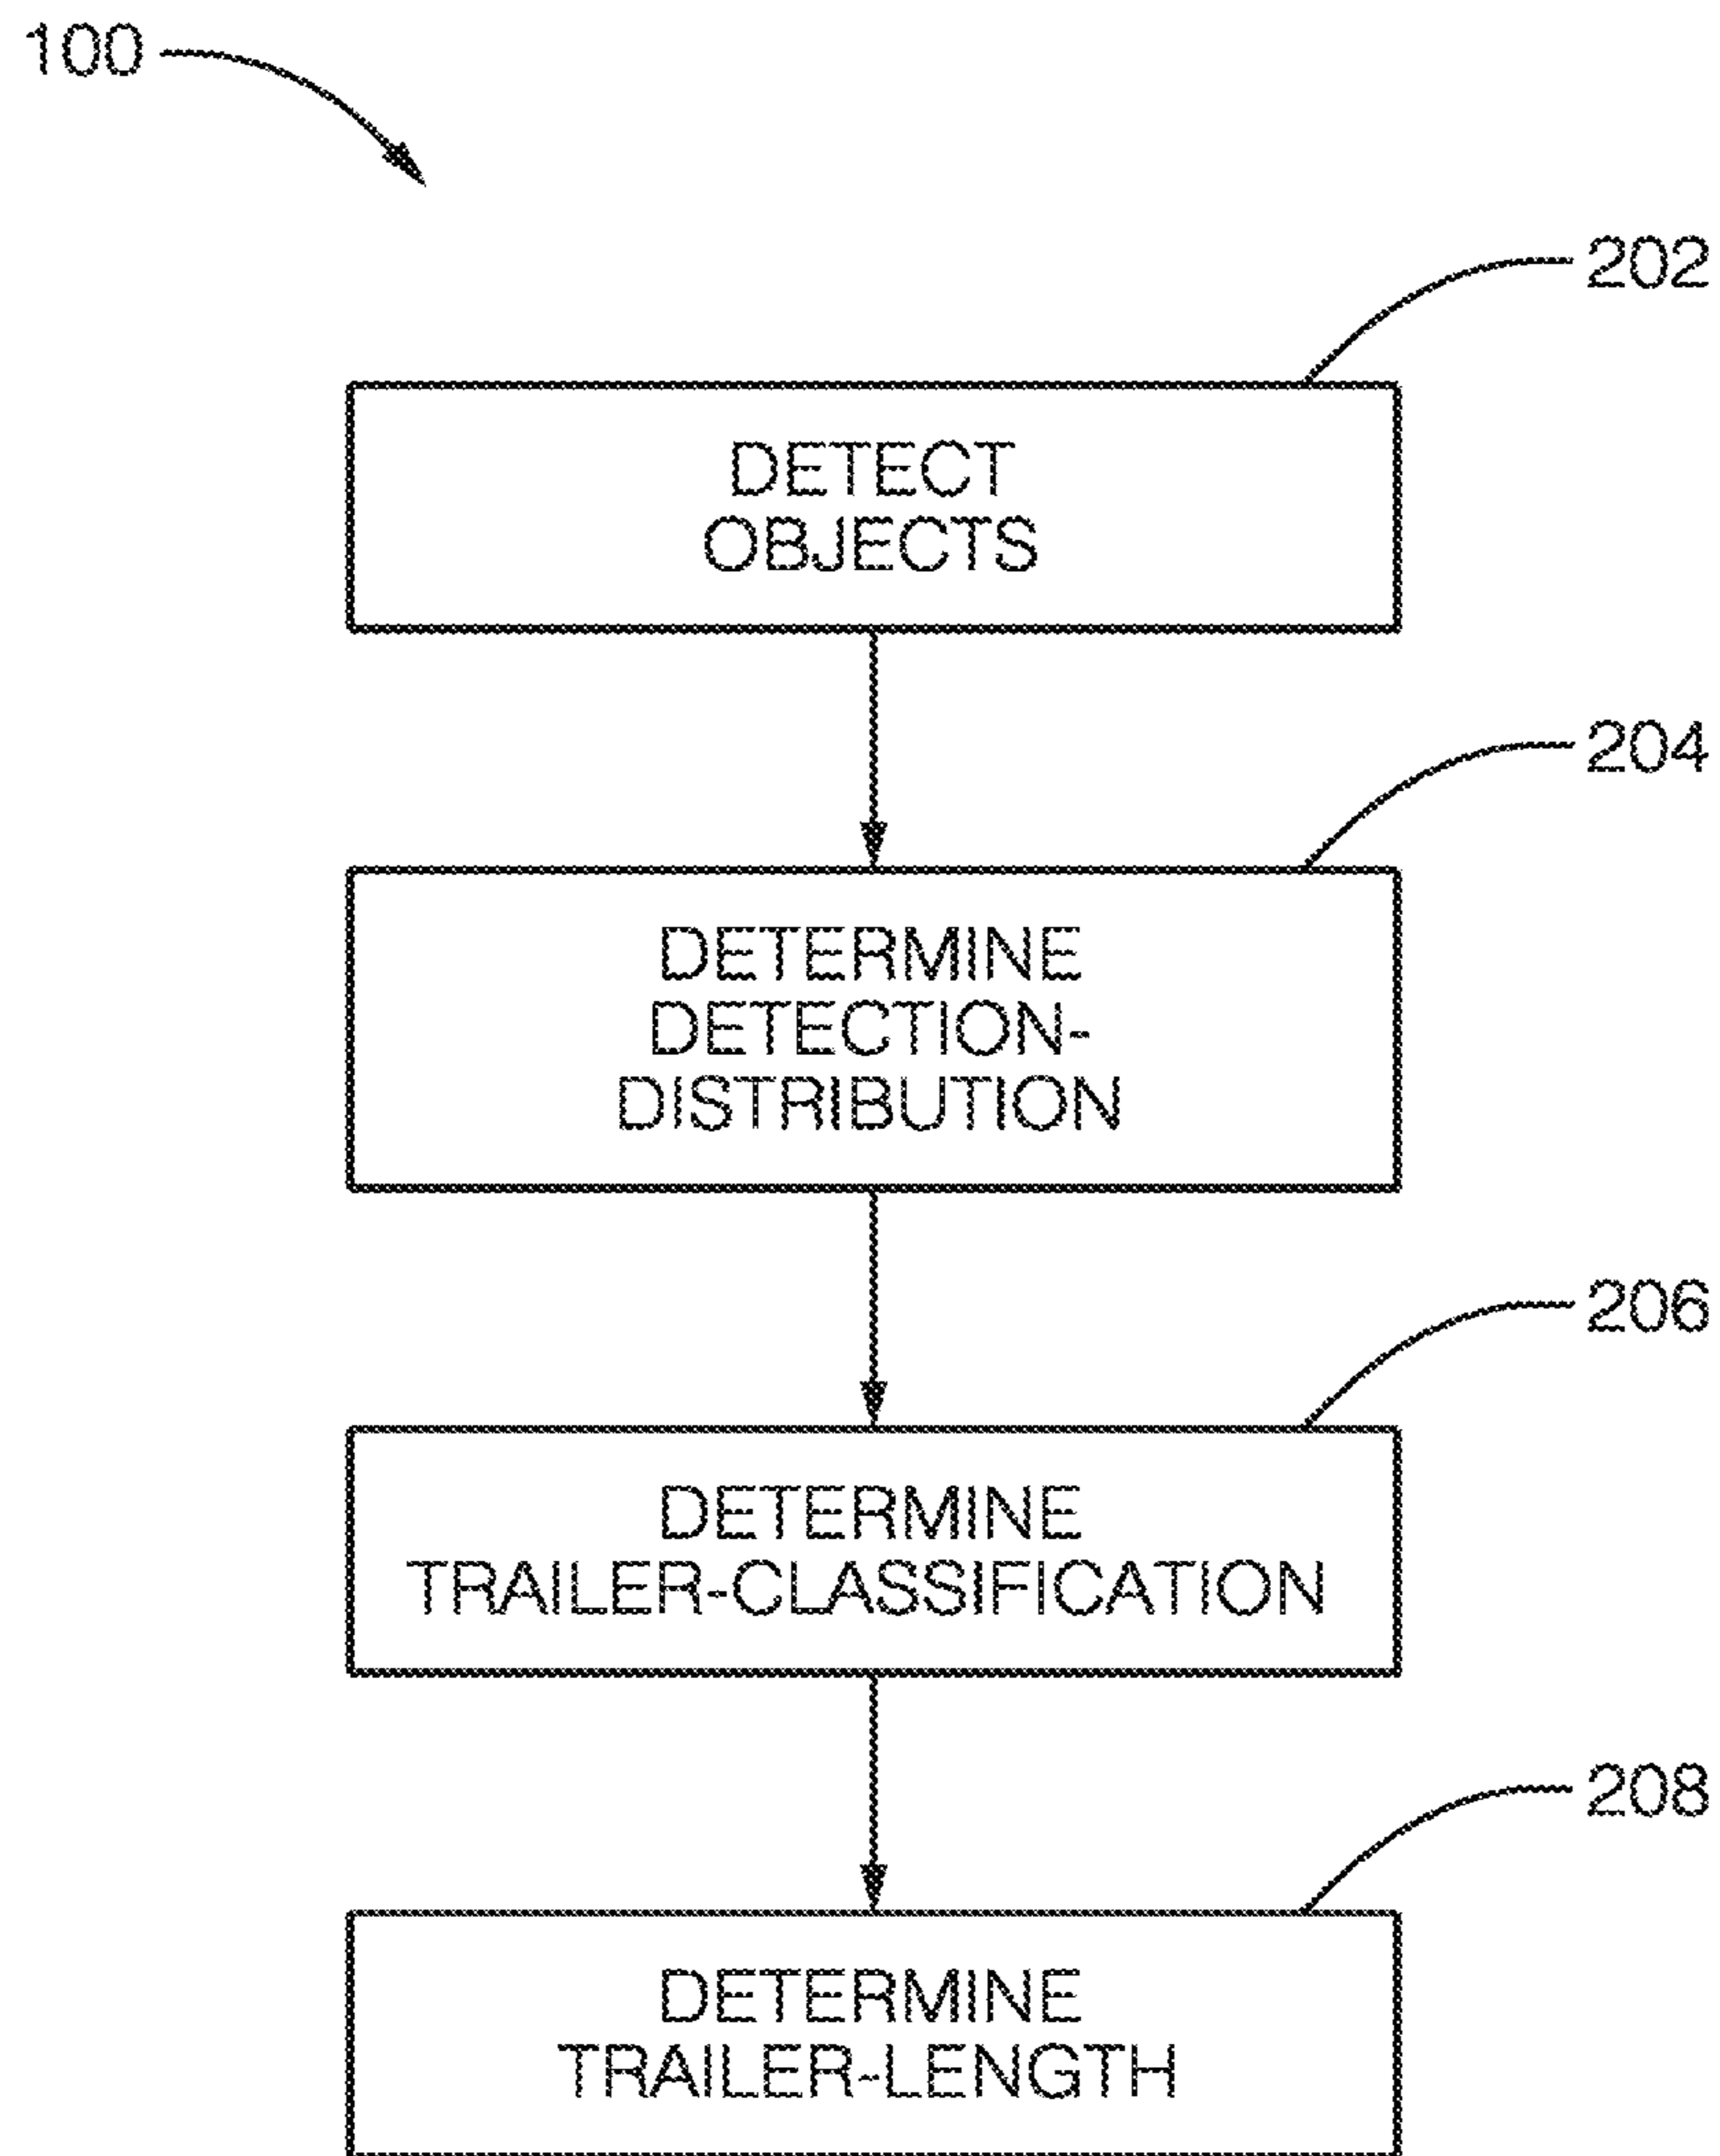 100
202
DETECT
OBJECTS
204
DETERMINE
DETECTION-
DISTRIBUTION
206
DETERMINE
TRAILER-CLASSIFICATION
208
DETERMINE
TRAILER-LENGTH